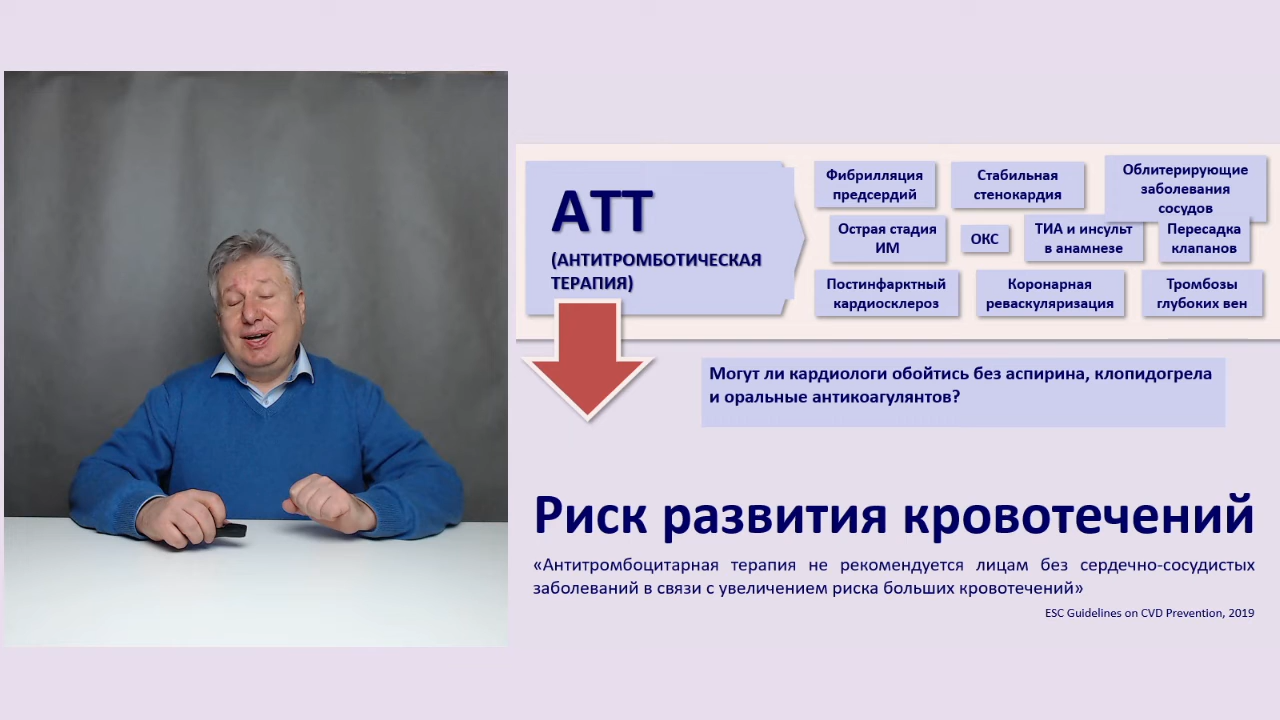 АТТ
(АНТИТРОМБОТИЧЕСКАЯ
ТЕРАПИЯ)
Фибрилляция
предсердий
Стабильная
стенокардия
Облитерирующие
заболевания
сосудов
Острая стадия
ИМ
ОКС
ТИА и инсульт
в анамнезе
Пересадка
клапанов
Постинфарктный
кардиосклероз
Коронарная
реваскуляризация
Тромбозы
глубоких вен
Могут ли кардиологи обойтись без аспирина, клопидогрела
и оральные антикоагулянтов?
Риск развития кровотечений
«Антитромбоцитарная терапия не рекомендуется лицам без сердечно-сосудистых
заболеваний в связи с увеличением риска больших кровотечений»
ESC Guidelines on CVD Prevention, 2019